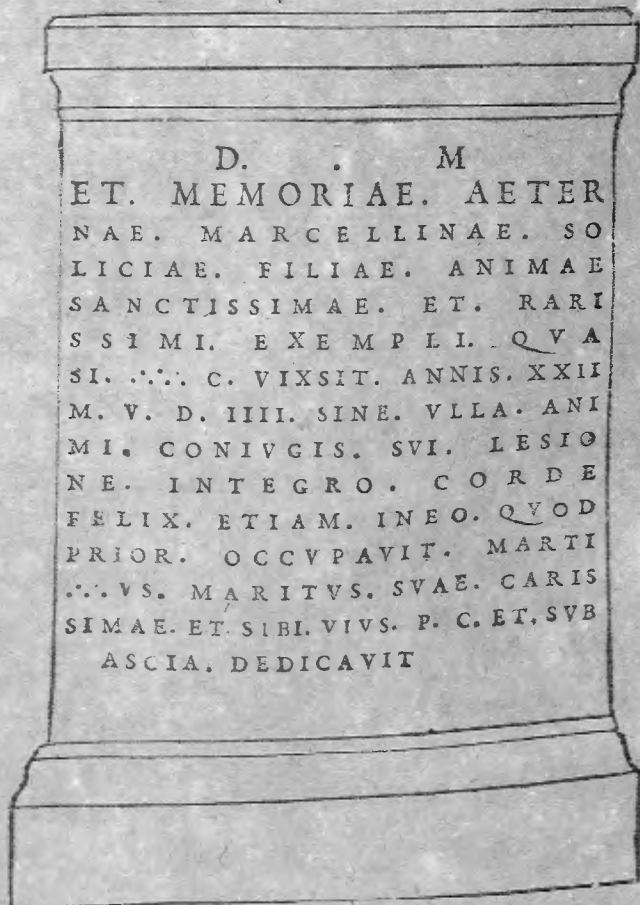 D. . M
ET. MEMORIAE. AETER
NAE. MARCELLINAE. SO
LICIAE. FILIAE. ANIMAE
SANCTISSIMAE. ET. RARI
SSIMI. EXEMPLI. QVA
SI. ∴∵ C. VIXSIT. ANNIS. XXII
M. V. D. IIII. SINE. VLLA. ANI
MI. CONIVGIS. SVI. LESIO
NE. INTEGRO. CORDE
FELIX. ETIAM. INEO. QVOD
PRIOR. OCCVPAVIT. MARTI
∴ VS. MARITVS. SVAE. CARIS
SIMAE. ET. SIBI. VIVS. P. C. ET. SVB
ASCIA. DEDICAVIT